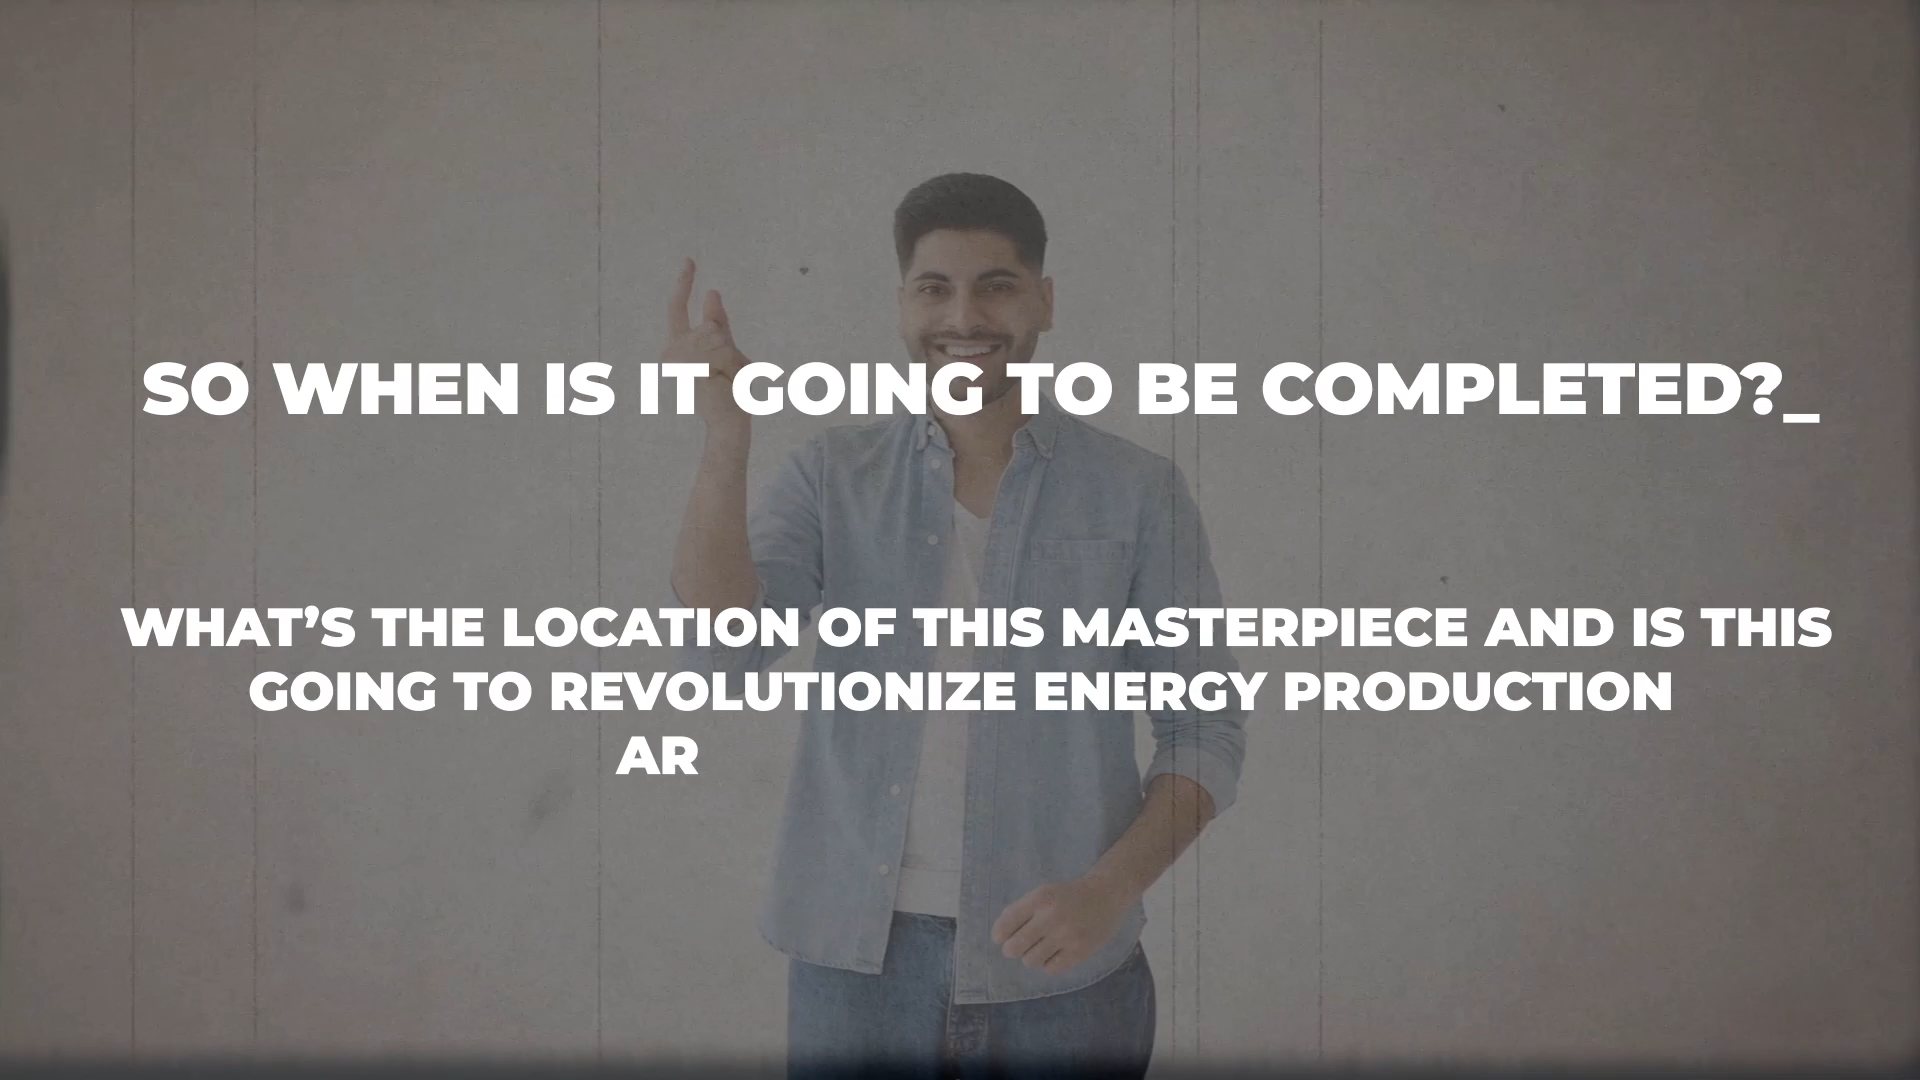 SO WHEN IS IT GOING TO BE COMPLETED?_
WHAT’S THE LOCATION OF THIS MASTERPIECE AND IS THIS
GOING TO REVOLUTIONIZE ENERGY PRODUCTION
AR